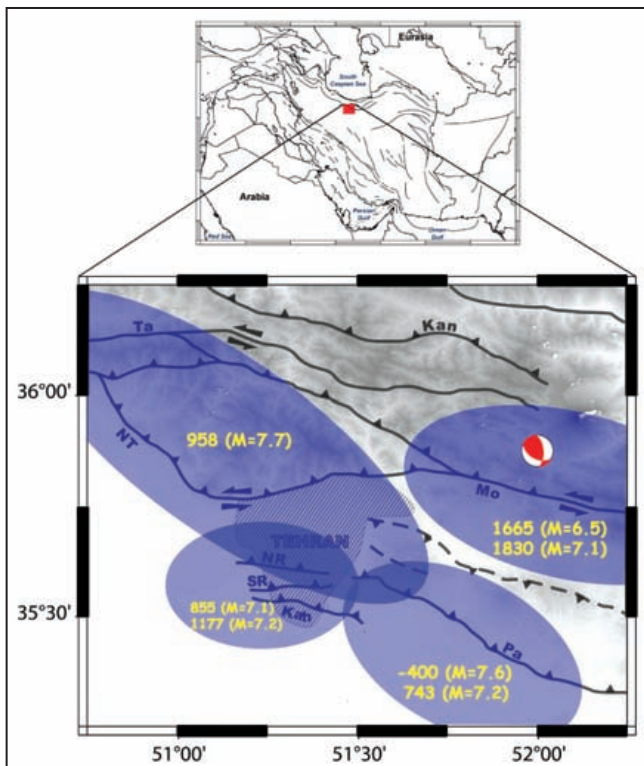 Eurasia
South
Caspian Sea
Arabia
Persian
Gulf
Oman
Gulf
Red Sea
Kan
Ta
36°00'
958 (M=7.7)
NT
Mo
1665 (M=6.5)
1830 (M=7.1)
TEHRAN
NR
SR
35°30'
855 (M=7.1)
1177 (M=7.2)
Kah
Pa
-400 (M=7.6)
743 (M=7.2)
51°00'
51°30'
52°00'